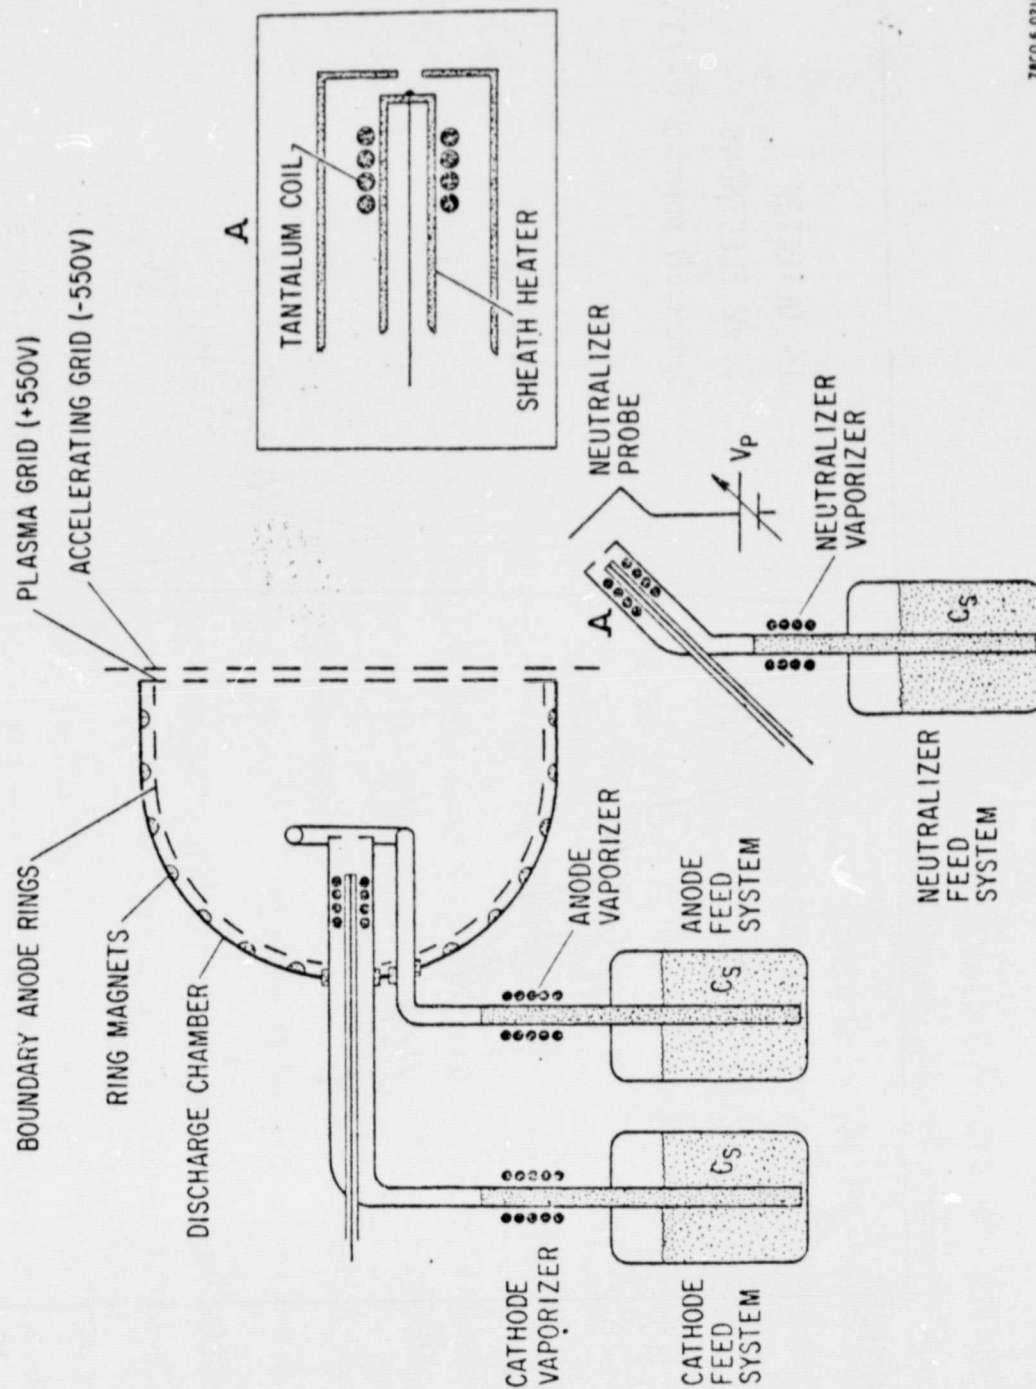 PLASMA GRID (+550V)
ACCELERATING GRID (-550V)
BOUNDARY ANODE RINGS
RING MAGNETS
DISCHARGE CHAMBER
A
TANTALUM COIL
SHEATH HEATER
NEUTRALIZER
PROBE
Vp
A
NEUTRALIZER
VAPORIZER
ANODE
VAPORIZER
CATHODE
VAPORIZER
Cs
Cs
Cs
CATHODE
FEED
SYSTEM
ANODE
FEED
SYSTEM
NEUTRALIZER
FEED
SYSTEM